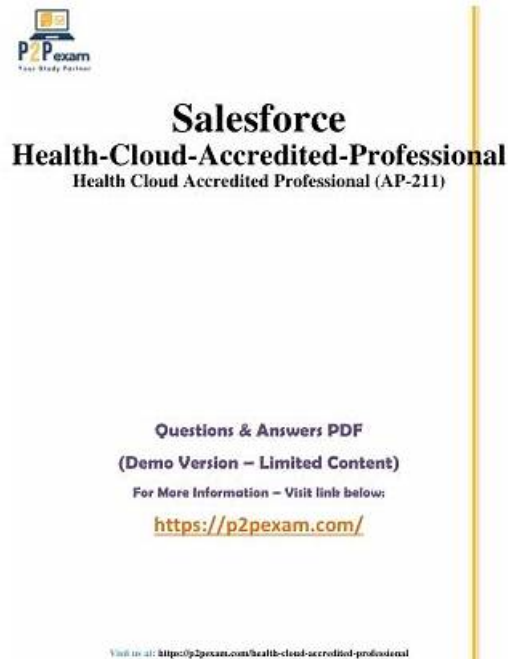 P2P exam
Your Study Partner
Salesforce
Health-Cloud-Accredited-Professional
Health Cloud Accredited Professional (AP-211)
Questions & Answers PDF
(Demo Version – Limited Content)
For More Information – Visit link below:
https://p2pexam.com/
Visit us at: https://p2pexam.com/health-cloud-accredited-professional